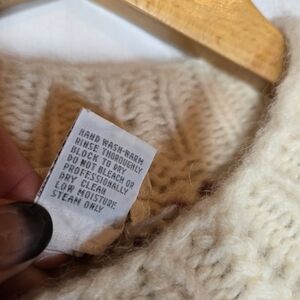 HAND WASH-WARM
RINSE THOROUGHLY
BLOCK TO DRY
DO NOT BLEACH OR
PROFESSIONALLY
DRY CLEAN
LOW MOISTURE
STEAM ONLY